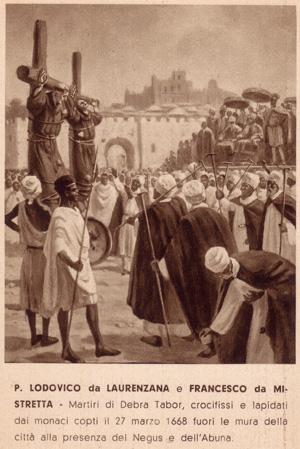 P. LODOVICO da LAURENZANA e FRANCESCO da MI-
STRETTA - Martiri di Debra Tabor, crocifissi e lapidati
dai monaci copti il 27 marzo 1668 fuori le mura della
città alla presenza del Negus e dell'Abuna.